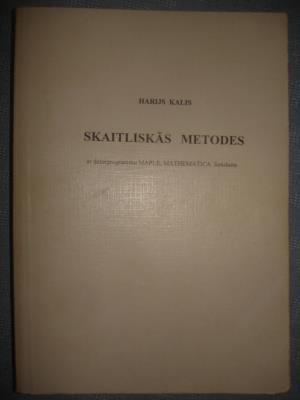 HARIJS KALIS
SKAITLISKĀS METODES
ar datorprogrammu MAPLE, MATHEMATICA lietošanu